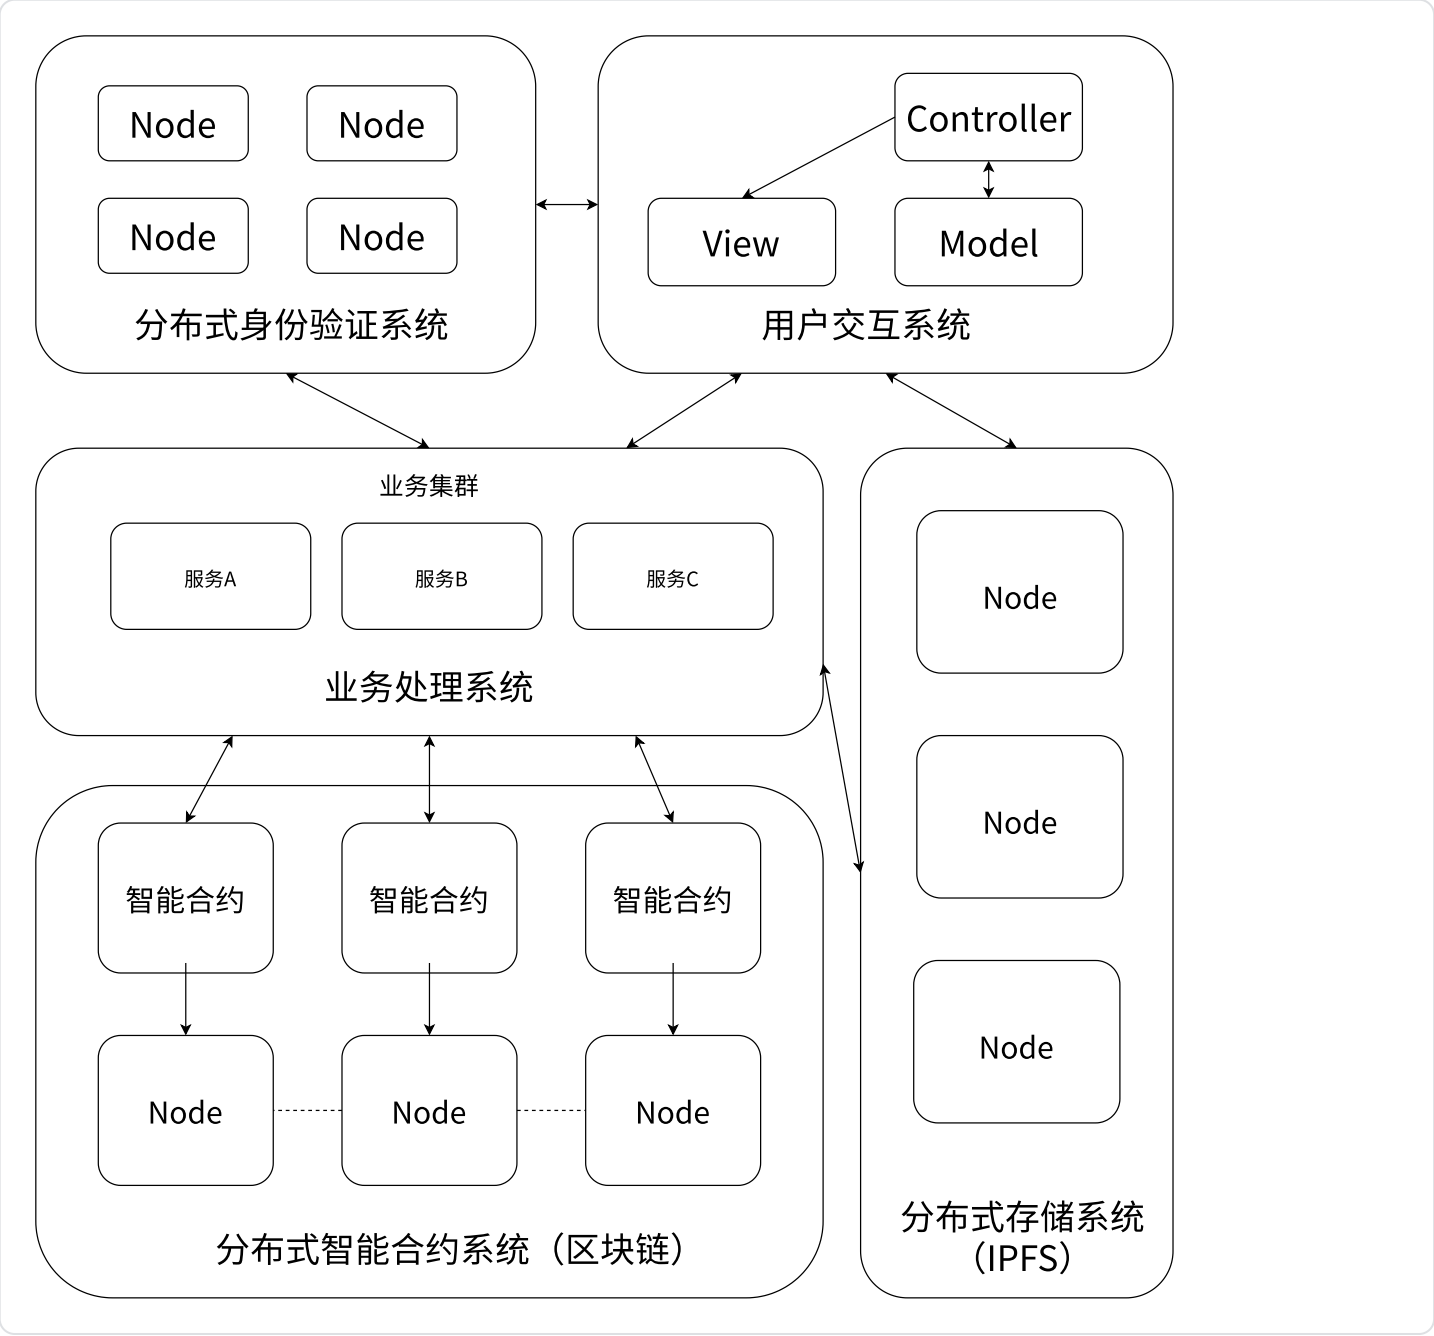 Node
Node
Node
Node
分布式身份验证系统
Controller
View
Model
用户交互系统
业务集群
服务A
服务B
服务C
业务处理系统
智能合约
智能合约
智能合约
Node
Node
Node
分布式智能合约系统（区块链）
Node
Node
Node
分布式存储系统
（IPFS）